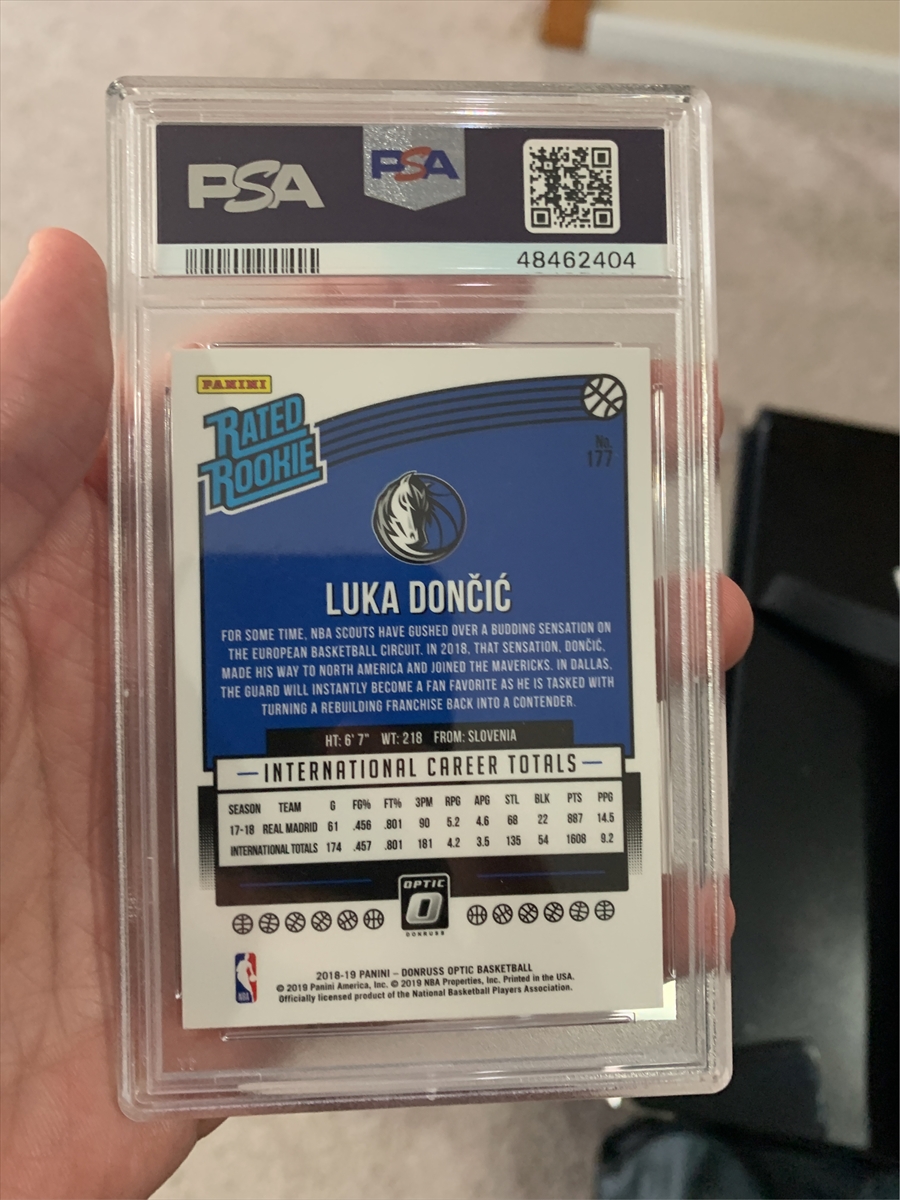 PSA PSA
48462404
PANINI
RATED
ROOKIE
No.
177
LUKA DONČIĆ
FOR SOME TIME, NBA SCOUTS HAVE GUSHED OVER A BUDDING SENSATION ON
THE EUROPEAN BASKETBALL CIRCUIT. IN 2018, THAT SENSATION, DONČIĆ,
MADE HIS WAY TO NORTH AMERICA AND JOINED THE MAVERICKS. IN DALLAS,
THE GUARD WILL INSTANTLY BECOME A FAN FAVORITE AS HE IS TASKED WITH
TURNING A REBUILDING FRANCHISE BACK INTO A CONTENDER.
HT: 6' 7" WT: 218 FROM: SLOVENIA
INTERNATIONAL CAREER TOTALS
SEASON TEAM G FG% FT% 3PM RPG APG STL BLK PTS PPG
17-18 REAL MADRID 61 .456 .801 90 5.2 4.6 68 22 887 14.5
INTERNATIONAL TOTALS 174 .457 .801 181 4.2 3.5 135 54 1608 9.2
OPTIC
O
DONRUSS
NBA
2018-19 PANINI – DONRUSS OPTIC BASKETBALL
© 2019 Panini America, Inc. © 2019 NBA Properties, Inc. Printed in the USA.
Officially licensed product of the National Basketball Players Association.